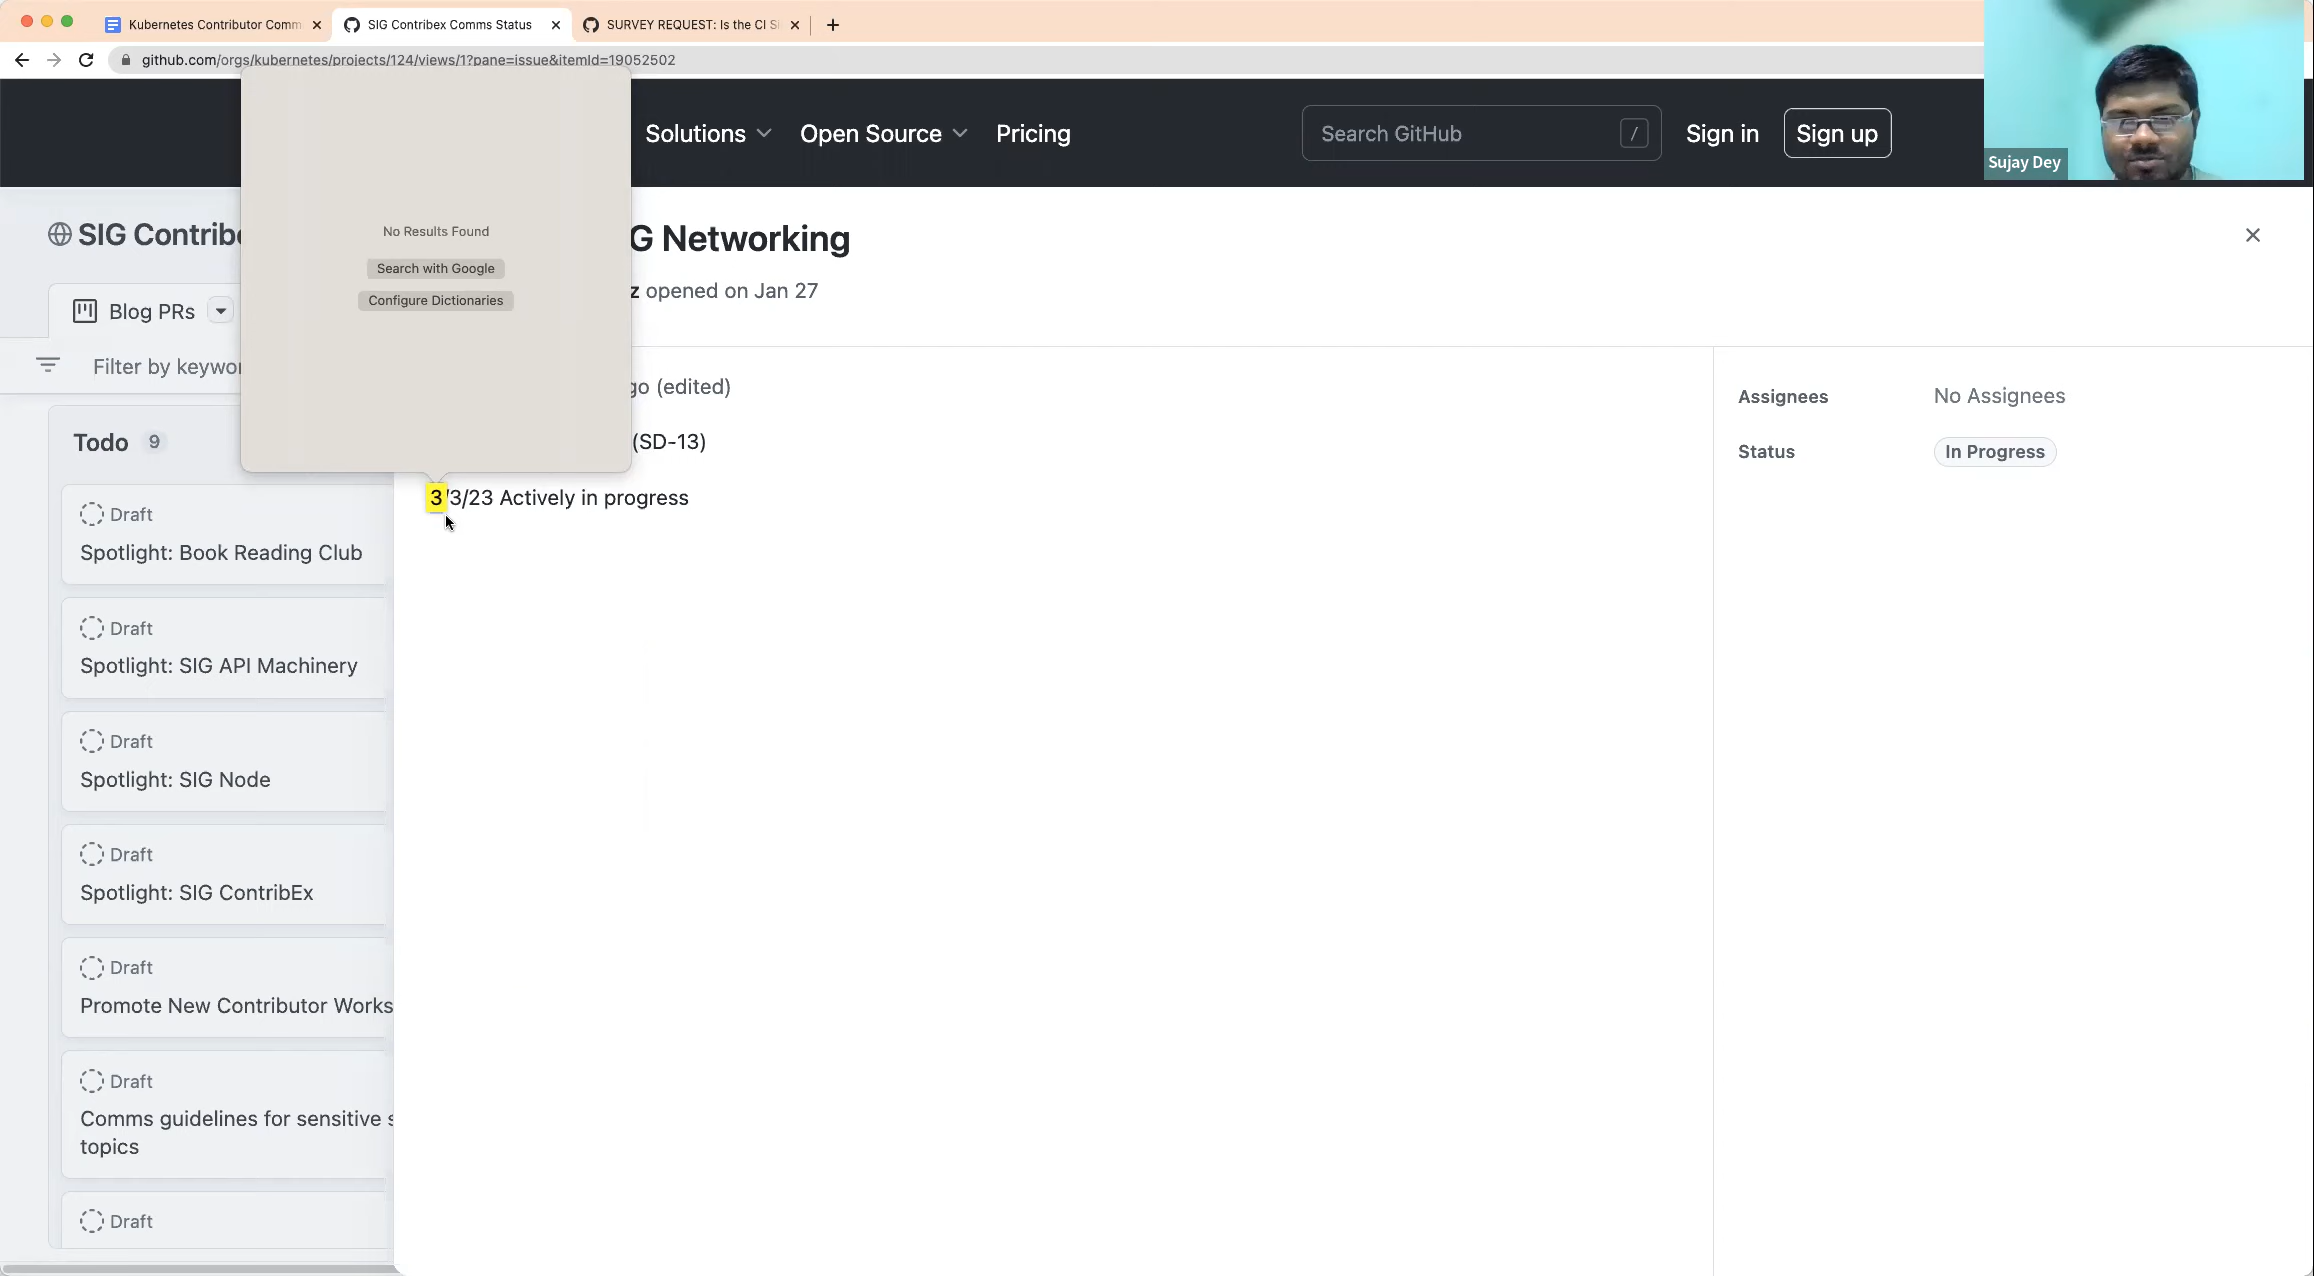 Kubernetes Contributor Comm
SIG Contribex Comms Status
SURVEY REQUEST: Is the CI S
github.com/orgs/kubernetes/projects/124/views/1?pane=issue&itemId=19052502
Solutions
Open Source
Pricing
Search GitHub
/
Sign in
Sign up
Sujay Dey
No Results Found
Search with Google
Configure Dictionaries
SIG Contribe
G Networking
z opened on Jan 27
Blog PRs
Filter by keywor
go (edited)
(SD-13)
3/3/23 Actively in progress
Assignees
No Assignees
Status
In Progress
Todo 9
Draft
Spotlight: Book Reading Club
Draft
Spotlight: SIG API Machinery
Draft
Spotlight: SIG Node
Draft
Spotlight: SIG ContribEx
Draft
Promote New Contributor Works
Draft
Comms guidelines for sensitive s
topics
Draft